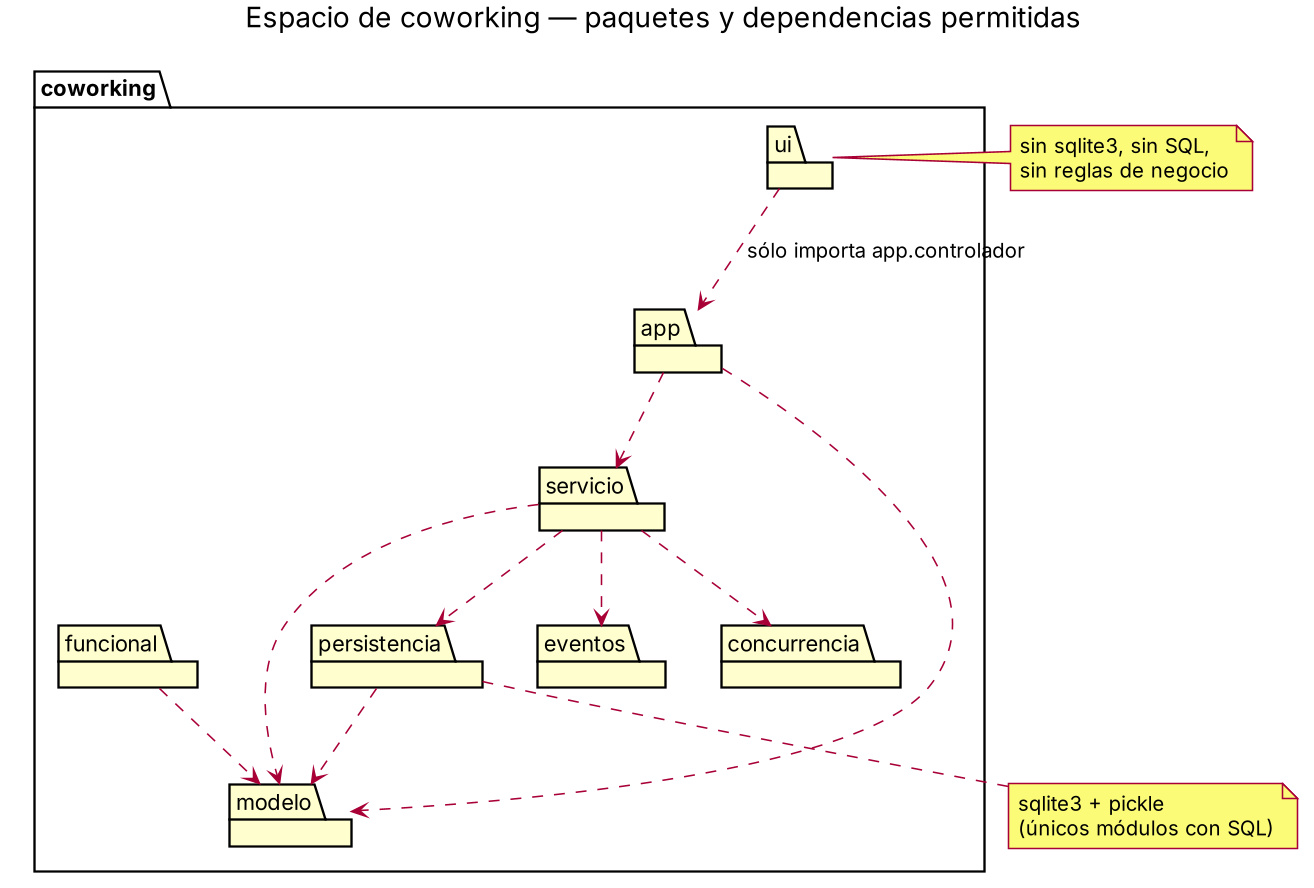 Espacio de coworking — paquetes y dependencias permitidas
coworking
ui
sin sqlite3, sin SQL,
sin reglas de negocio
sólo importa app.controlador
app
servicio
funcional
persistencia
eventos
concurrencia
modelo
sqlite3 + pickle
(únicos módulos con SQL)